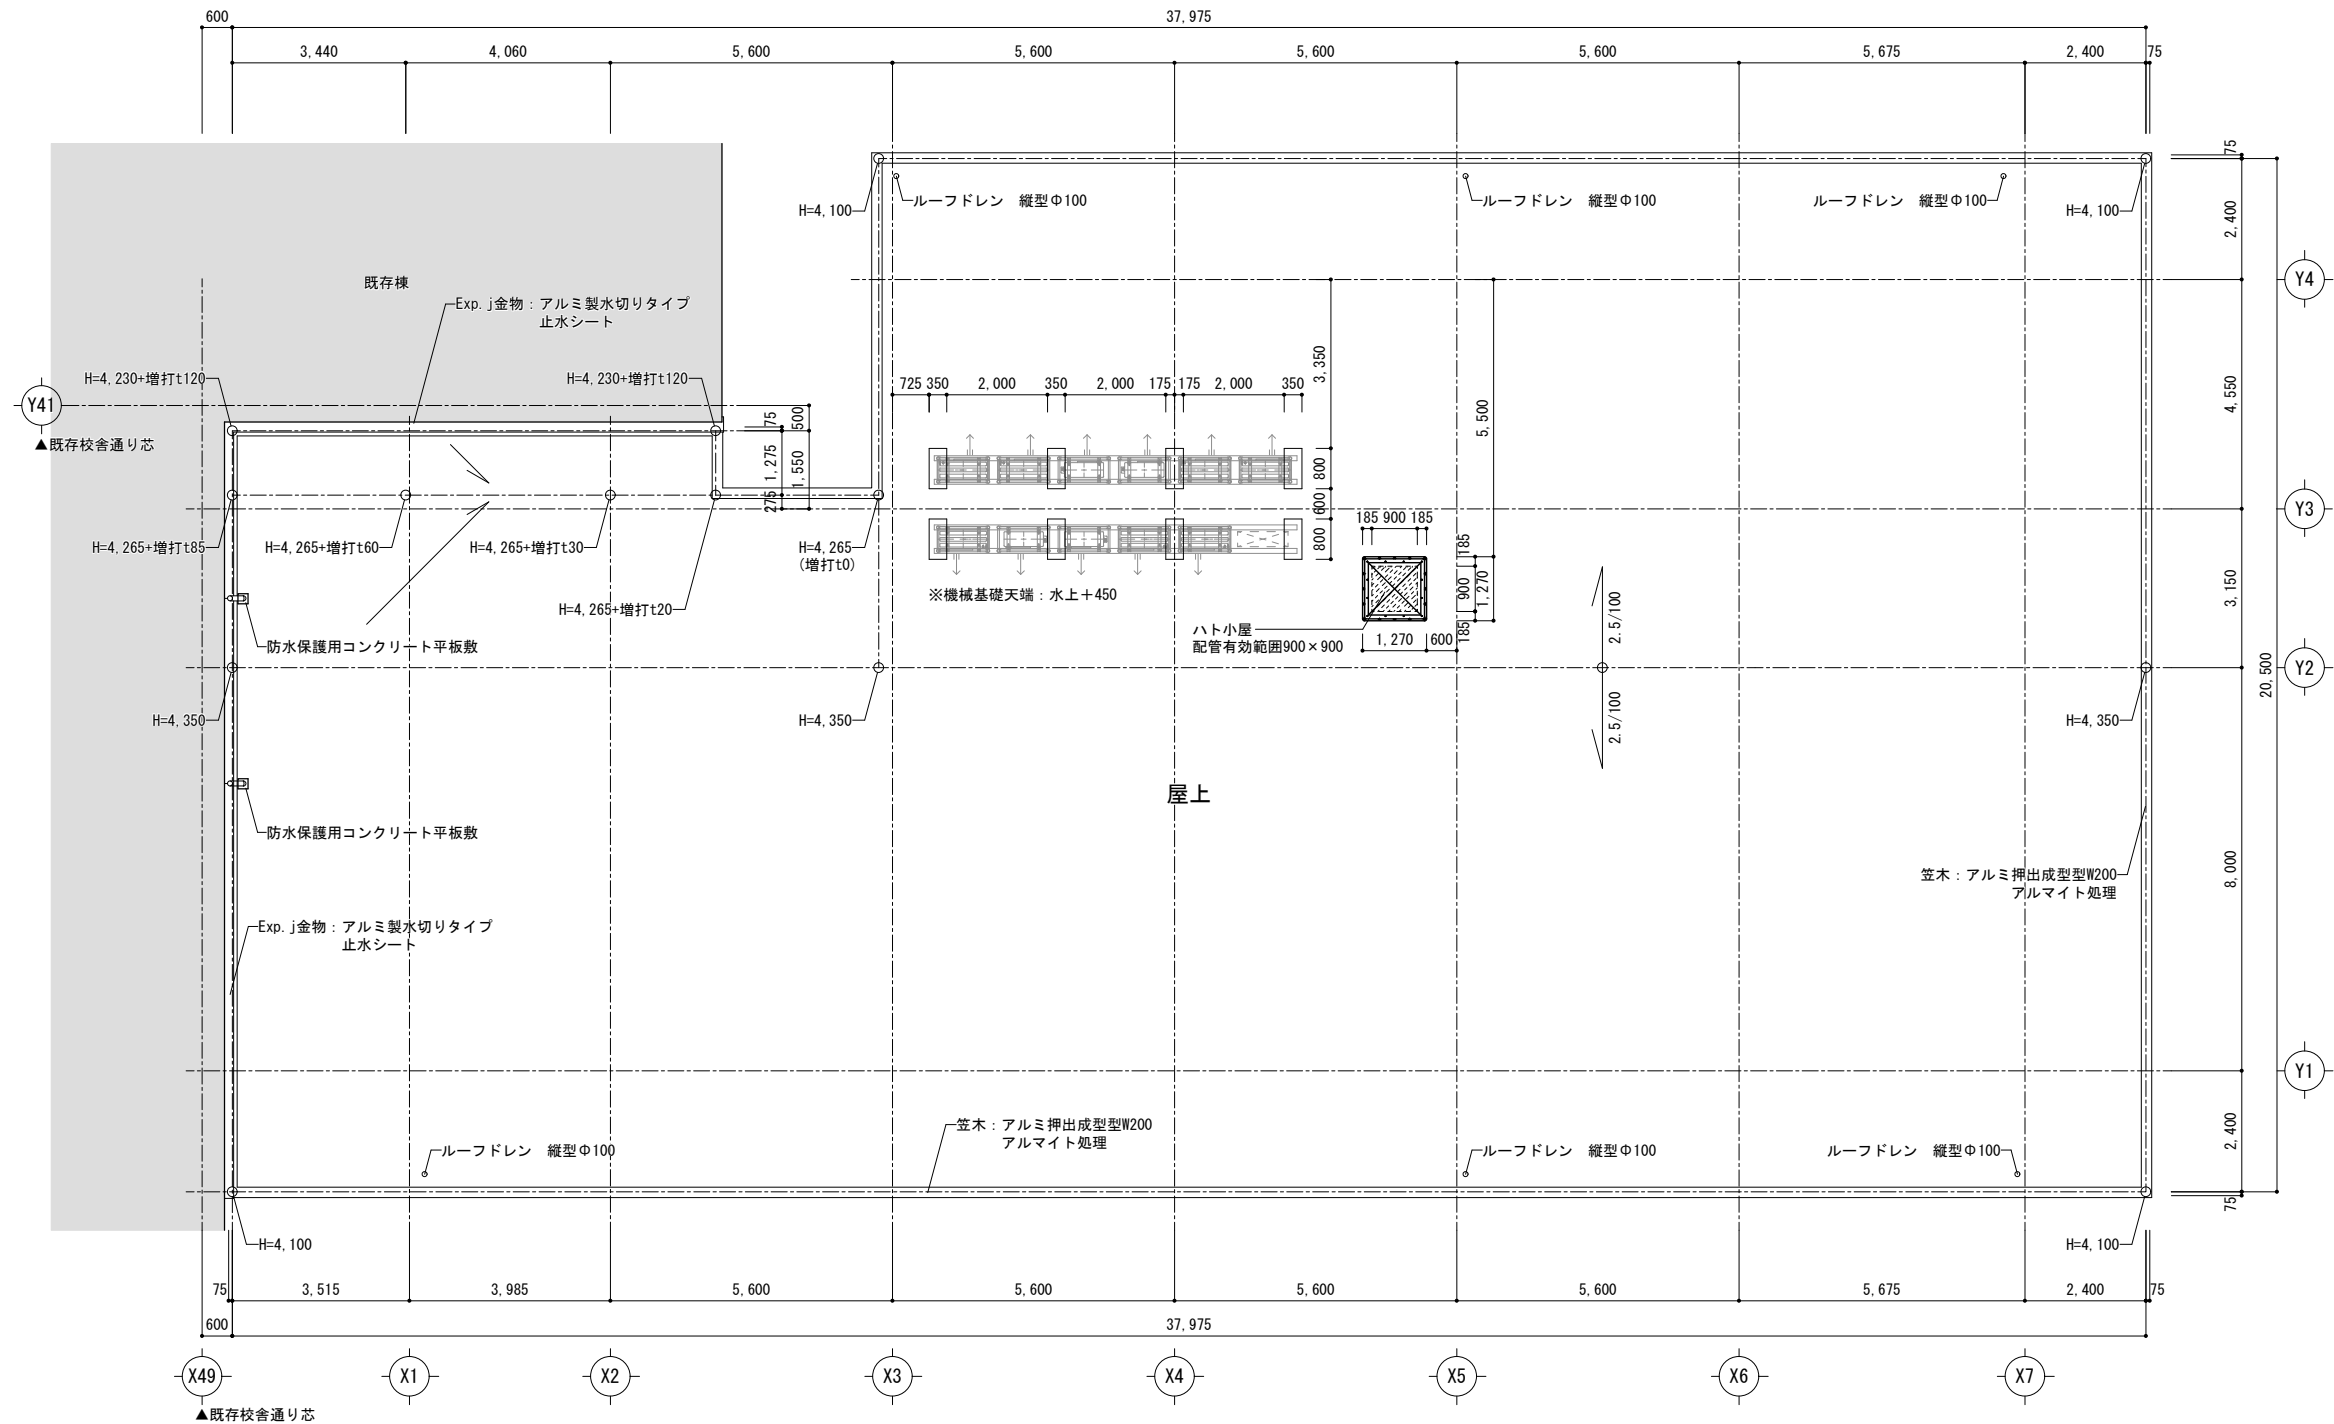 600
37,975
3,440
4,060
5,600
5,600
5,600
5,600
5,675
2,400
75
75
H=4,100
ルーフドレン　縦型Φ100
ルーフドレン　縦型Φ100
ルーフドレン　縦型Φ100
H=4,100
2,400
既存棟
Y4
Exp.j金物：アルミ製水切りタイプ
止水シート
3,350
H=4,230+増打t120
H=4,230+増打t120
725
350
2,000
350
2,000
175
175
2,000
350
4,550
Y41
▲既存校舎通り芯
75
500
5,500
1,275
1,550
275
800
600
800
Y3
H=4,265+増打t85
H=4,265+増打t60
H=4,265+増打t30
H=4,265
(増打t0)
185
900
185
185
900
1,270
185
※機械基礎天端：水上＋450
H=4,265+増打t20
2.5/100
3,150
ハト小屋
配管有効範囲900×900
1,270
600
防水保護用コンクリート平板敷
Y2
20,500
H=4,350
H=4,350
2.5/100
H=4,350
屋上
防水保護用コンクリート平板敷
笠木：アルミ押出成型型W200
アルマイト処理
8,000
Exp.j金物：アルミ製水切りタイプ
止水シート
Y1
笠木：アルミ押出成型型W200
アルマイト処理
2,400
ルーフドレン　縦型Φ100
ルーフドレン　縦型Φ100
ルーフドレン　縦型Φ100
75
H=4,100
H=4,100
75
3,515
3,985
5,600
5,600
5,600
5,600
5,675
2,400
75
600
37,975
X49
X1
X2
X3
X4
X5
X6
X7
▲既存校舎通り芯